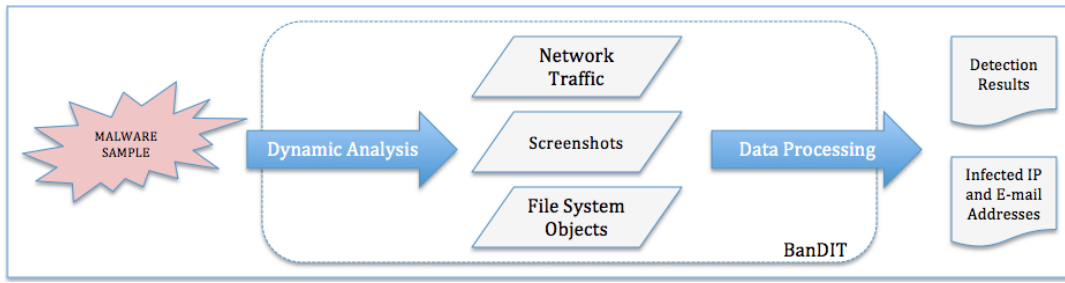 MALWARE
SAMPLE
Dynamic Analysis
Network
Traffic
Screenshots
File System
Objects
Data Processing
BanDIT
Detection
Results
Infected IP
and E-mail
Addresses